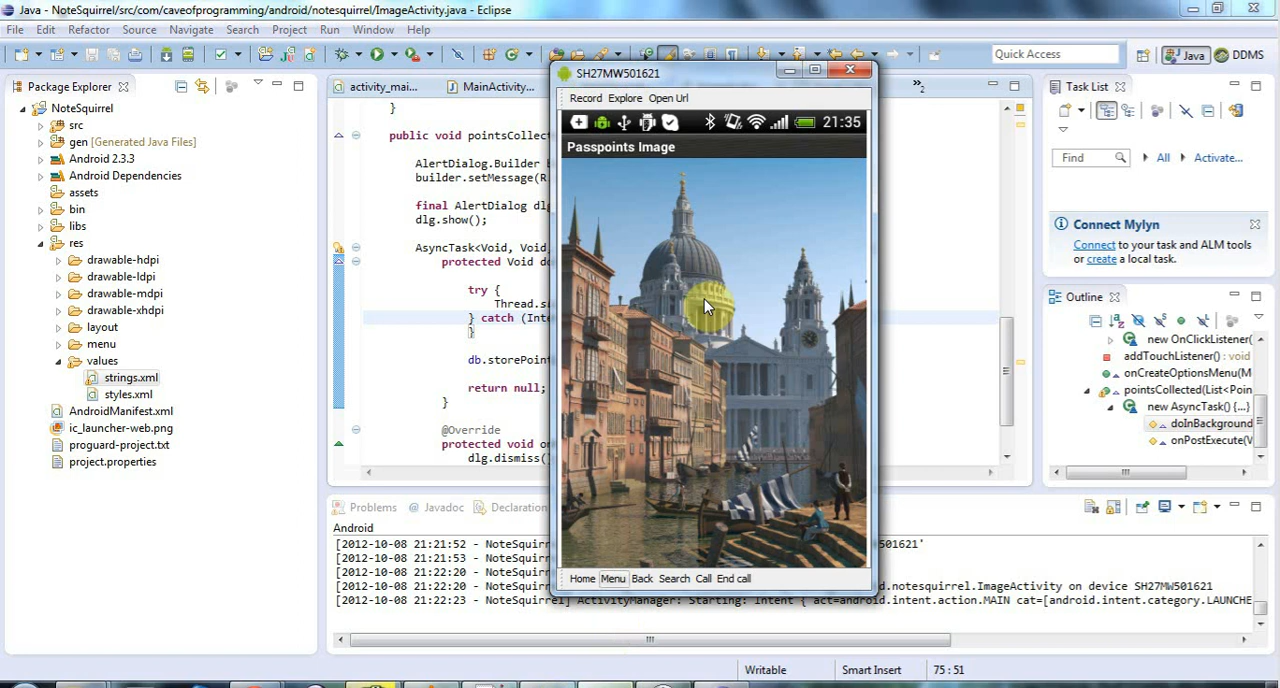 Java - NoteSquirrel/src/com/caveofprogramming/android/notesquirrel/ImageActivity.java - Eclipse
File Edit Refactor Source Navigate Search Project Run Window Help
Quick Access
Java
DDMS
Package Explorer
NoteSquirrel
src
gen [Generated Java Files]
Android 2.3.3
Android Dependencies
assets
bin
libs
res
drawable-hdpi
drawable-ldpi
drawable-mdpi
drawable-xhdpi
layout
menu
values
strings.xml
styles.xml
AndroidManifest.xml
ic_launcher-web.png
proguard-project.txt
project.properties
activity_mai...
MainActivity...
2
}
public void pointsCollect
AlertDialog.Builder
builder.setMessage(R
final AlertDialog dl
dlg.show();
AsyncTask<Void, Void
protected Void do
try {
Thread.s
} catch (Inte
}
db.storePoint
return null;
}
@Override
protected void on
dlg.dismiss()
SH27MW501621
Record Explore Open Url
21:35
Passpoints Image
Home Menu Back Search Call End call
Task List
Find
All
Activate...
Connect Mylyn
Connect to your task and ALM tools
or create a local task.
Outline
new OnClickListener(
addTouchListener() : void
onCreateOptionsMenu(M
pointsCollected(List<Poin
new AsyncTask() {...}
doInBackground
onPostExecute(V
Problems @ Javadoc Declaration
Android
[2012-10-08 21:21:52 - NoteSquirrel 501621'
[2012-10-08 21:21:53 - NoteSquirre
[2012-10-08 21:22:20 - NoteSquirre
[2012-10-08 21:22:20 - NoteSquirre d.notesquirrel.ImageActivity on device SH27MW501621
[2012-10-08 21:22:23 - NoteSquirrel] ActivityManager: Starting: Intent { act=android.intent.action.MAIN cat=[android.intent.category.LAUNCHE
Writable
Smart Insert
75 : 51